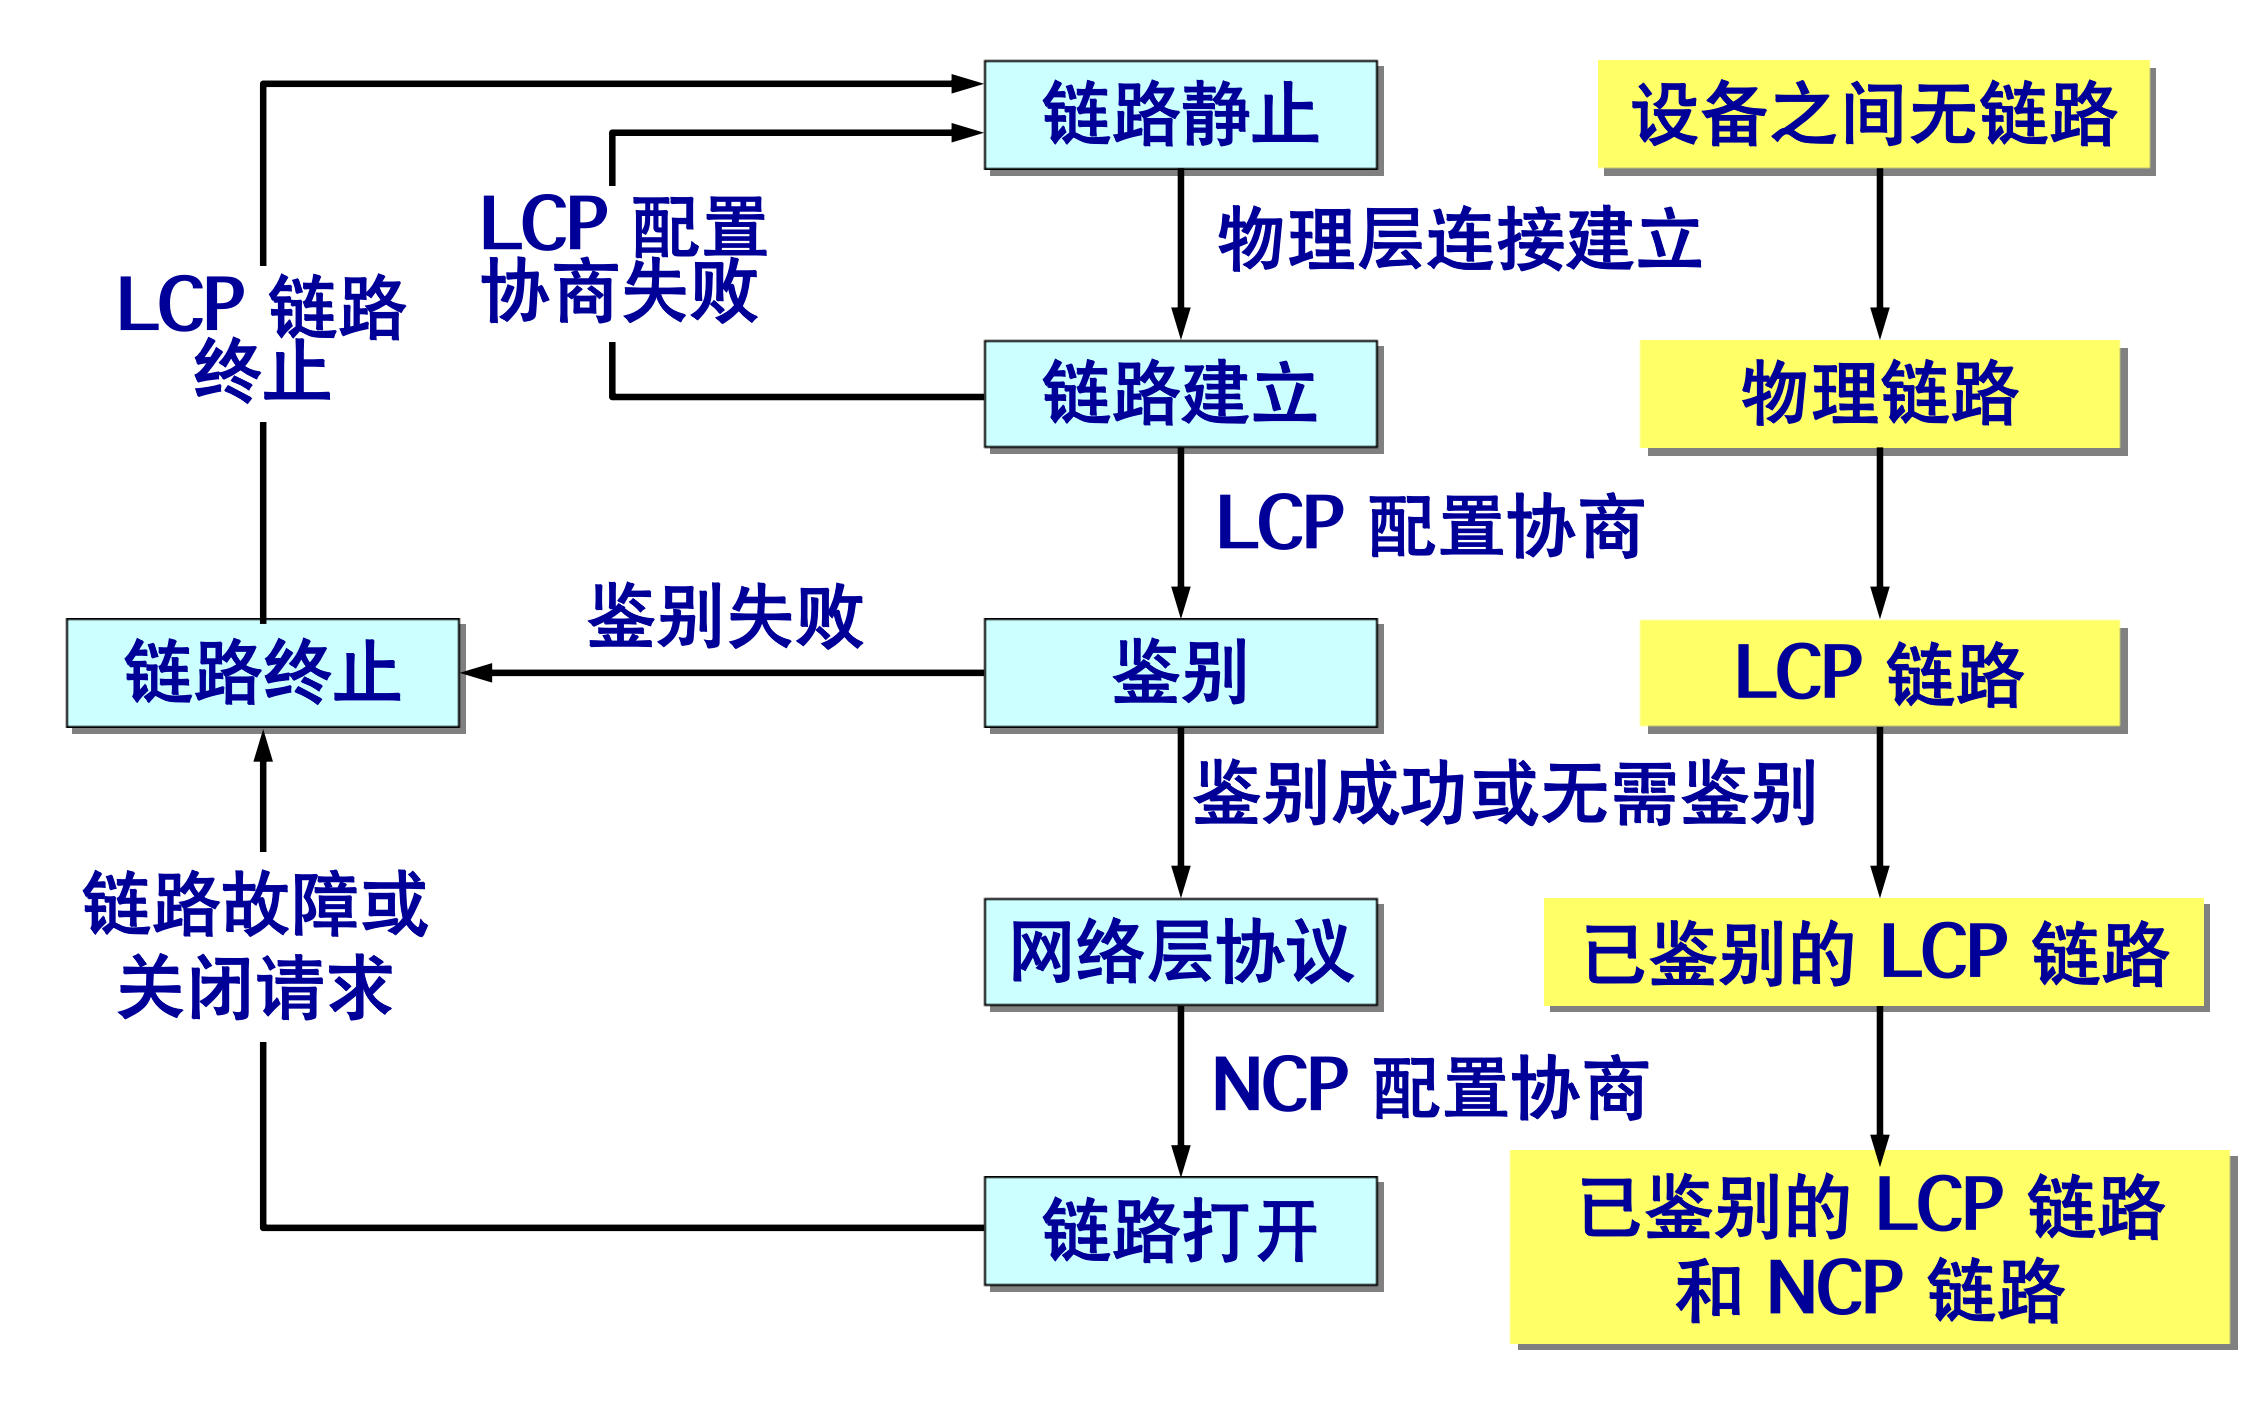 链路静止
设备之间无链路
物理层连接建立
LCP 配置
协商失败
LCP 链路
终止
链路建立
物理链路
LCP 配置协商
鉴别失败
链路终止
鉴别
LCP 链路
鉴别成功或无需鉴别
链路故障或
关闭请求
网络层协议
已鉴别的 LCP 链路
NCP 配置协商
链路打开
已鉴别的 LCP 链路
和 NCP 链路